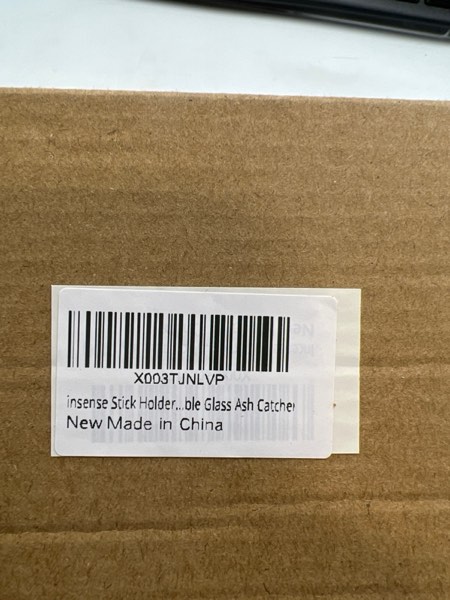 X003TJNLVP
insense Stick Holder...ble Glass Ash Catcher
New Made in China